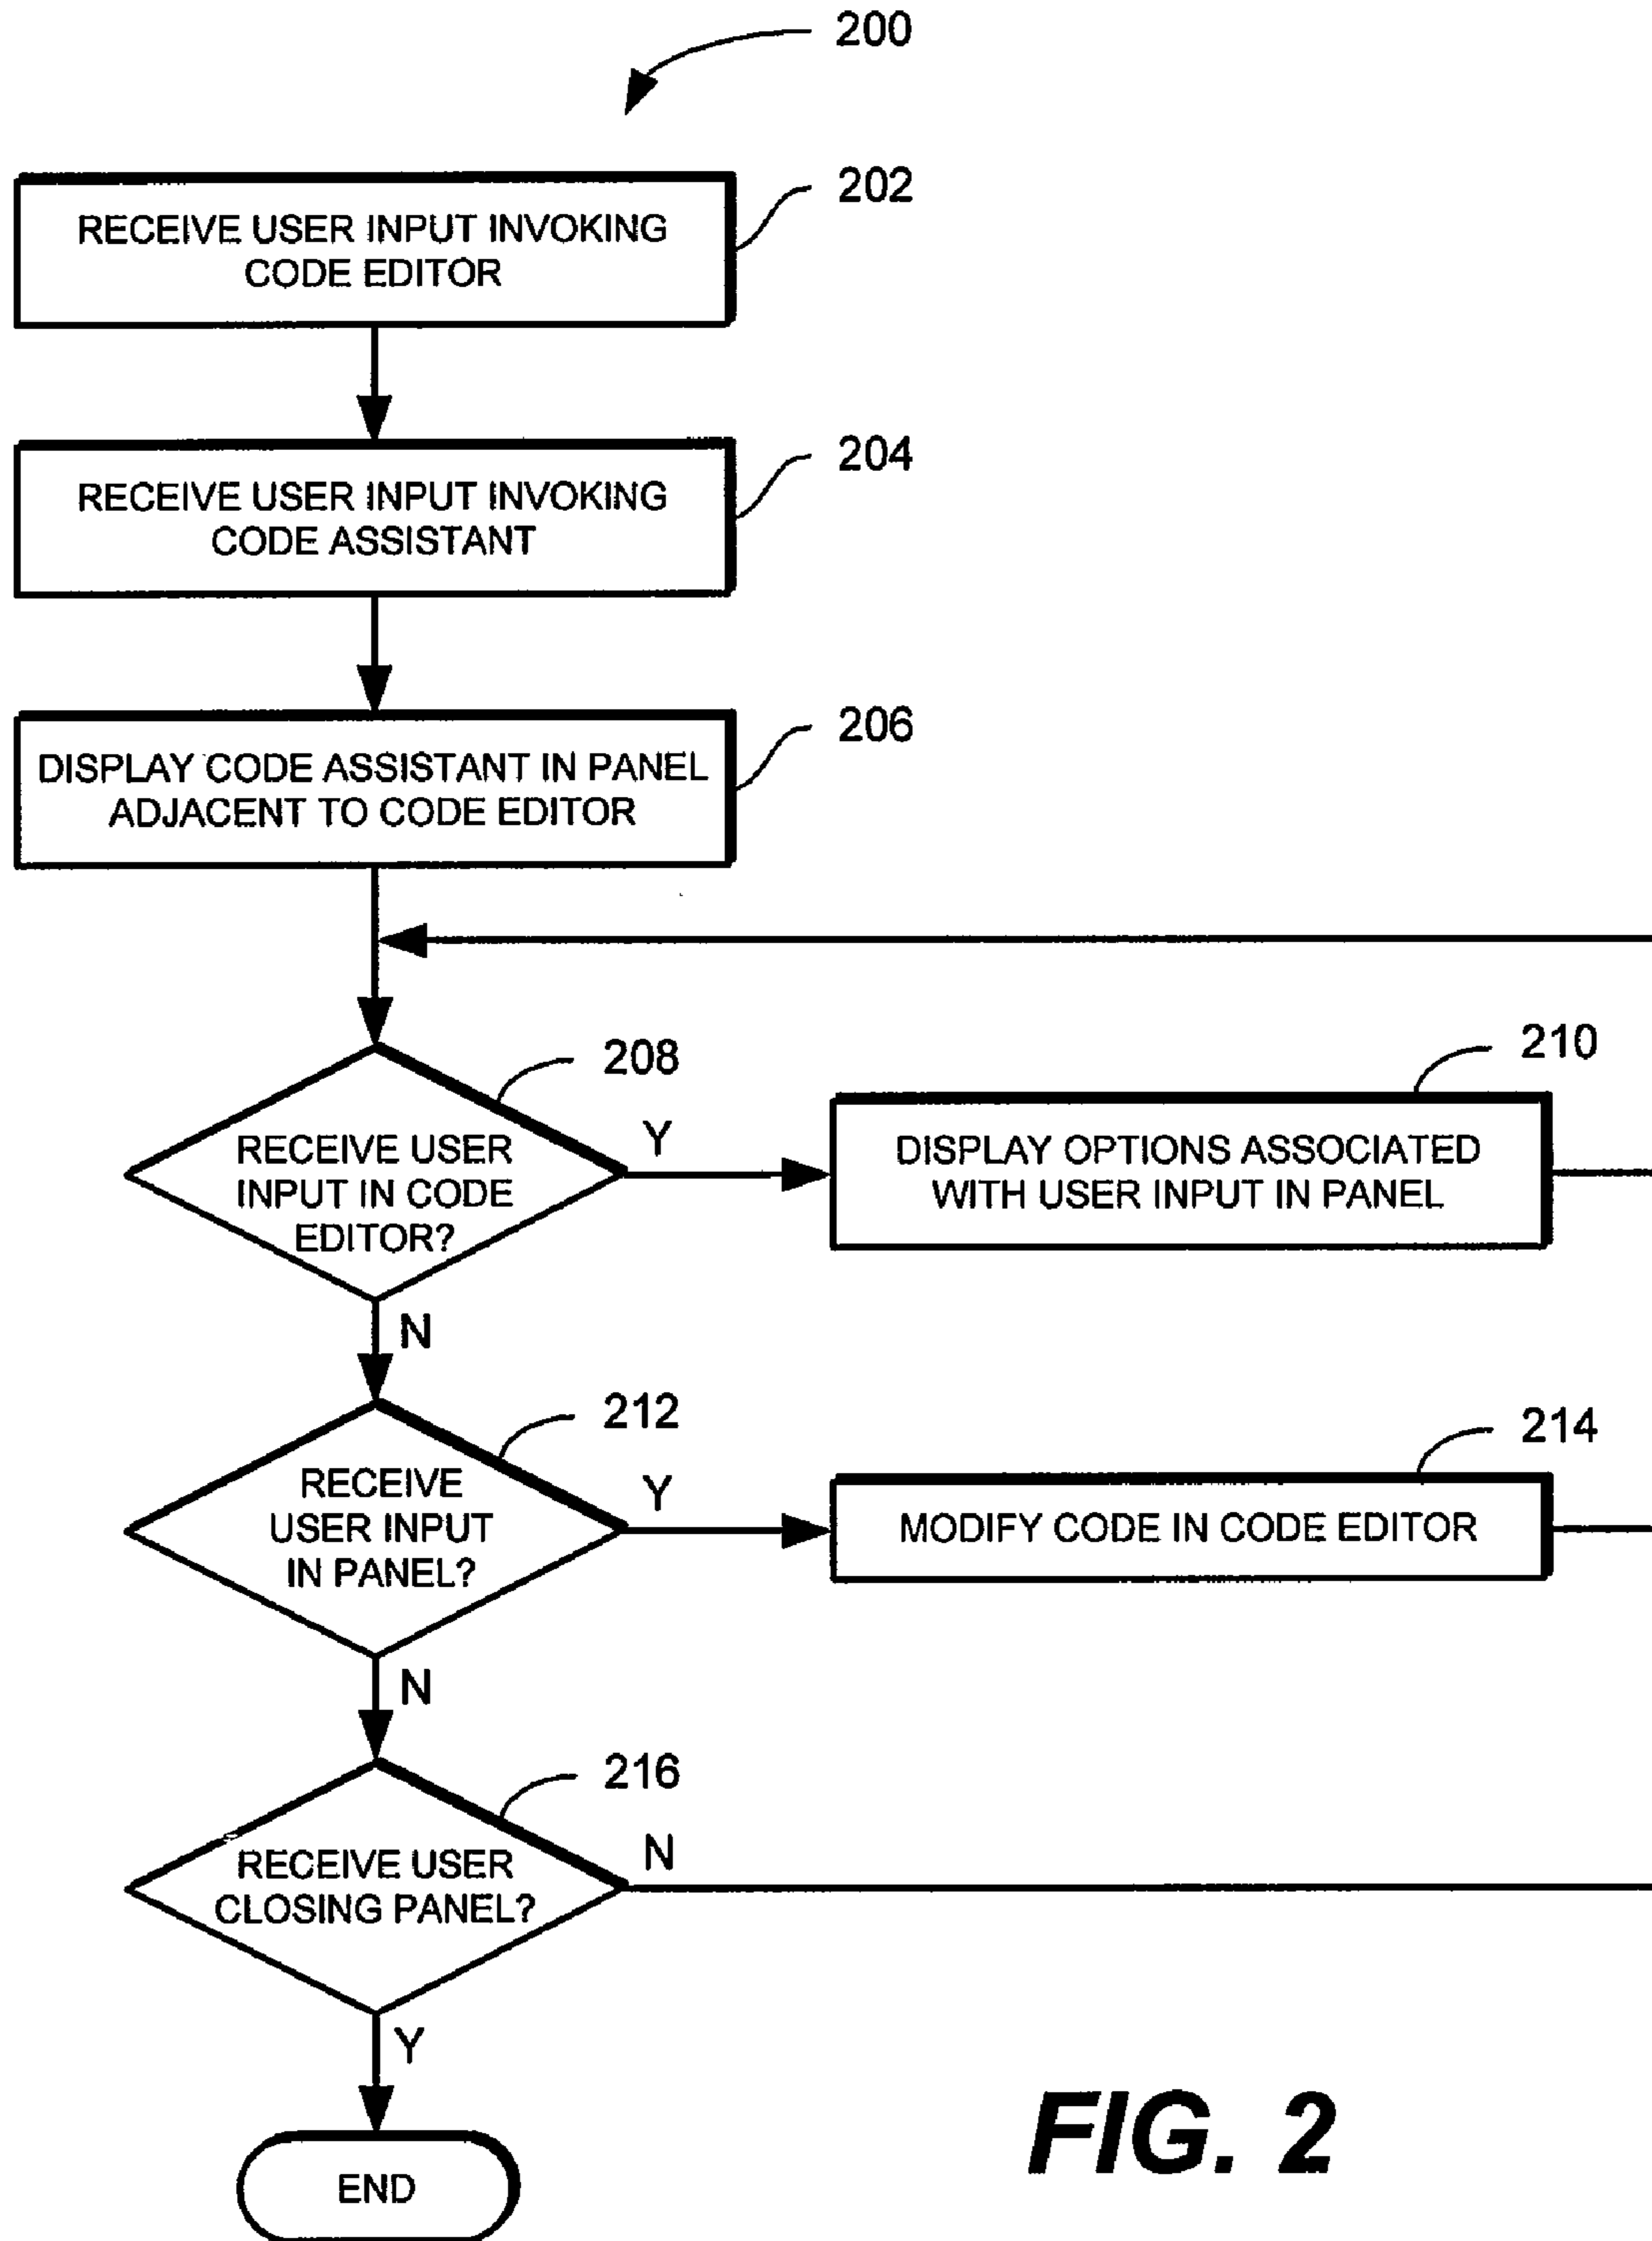 200
RECEIVE USER INPUT INVOKING
CODE EDITOR
202
RECEIVE USER INPUT INVOKING
CODE ASSISTANT
204
DISPLAY CODE ASSISTANT IN PANEL
ADJACENT TO CODE EDITOR
206
RECEIVE USER
INPUT IN CODE
EDITOR?
208
Y
N
DISPLAY OPTIONS ASSOCIATED
WITH USER INPUT IN PANEL
210
RECEIVE
USER INPUT
IN PANEL?
212
Y
N
MODIFY CODE IN CODE EDITOR
214
RECEIVE USER
CLOSING PANEL?
216
N
Y
END
FIG. 2